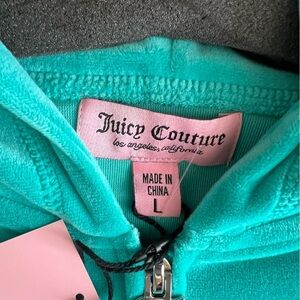 Juicy Couture
los angeles, california
MADE IN
CHINA
L